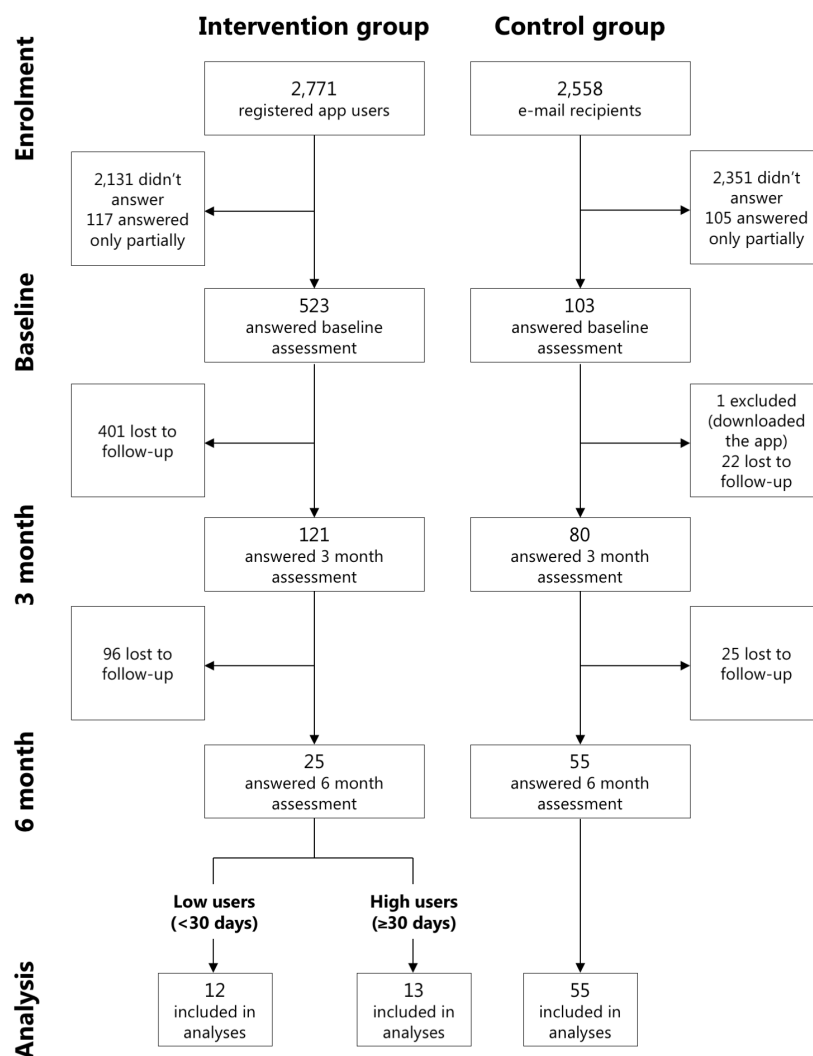 Intervention group
Control group
Enrolment
2,771
registered app users
2,558
e-mail recipients
2,131 didn't
answer
117 answered
only partially
2,351 didn't
answer
105 answered
only partially
Baseline
523
answered baseline
assessment
103
answered baseline
assessment
401 lost to
follow-up
1 excluded
(downloaded
the app)
22 lost to
follow-up
3 month
121
answered 3 month
assessment
80
answered 3 month
assessment
96 lost to
follow-up
25 lost to
follow-up
6 month
25
answered 6 month
assessment
55
answered 6 month
assessment
Low users
(<30 days)
High users
(≥30 days)
Analysis
12
included in
analyses
13
included in
analyses
55
included in
analyses